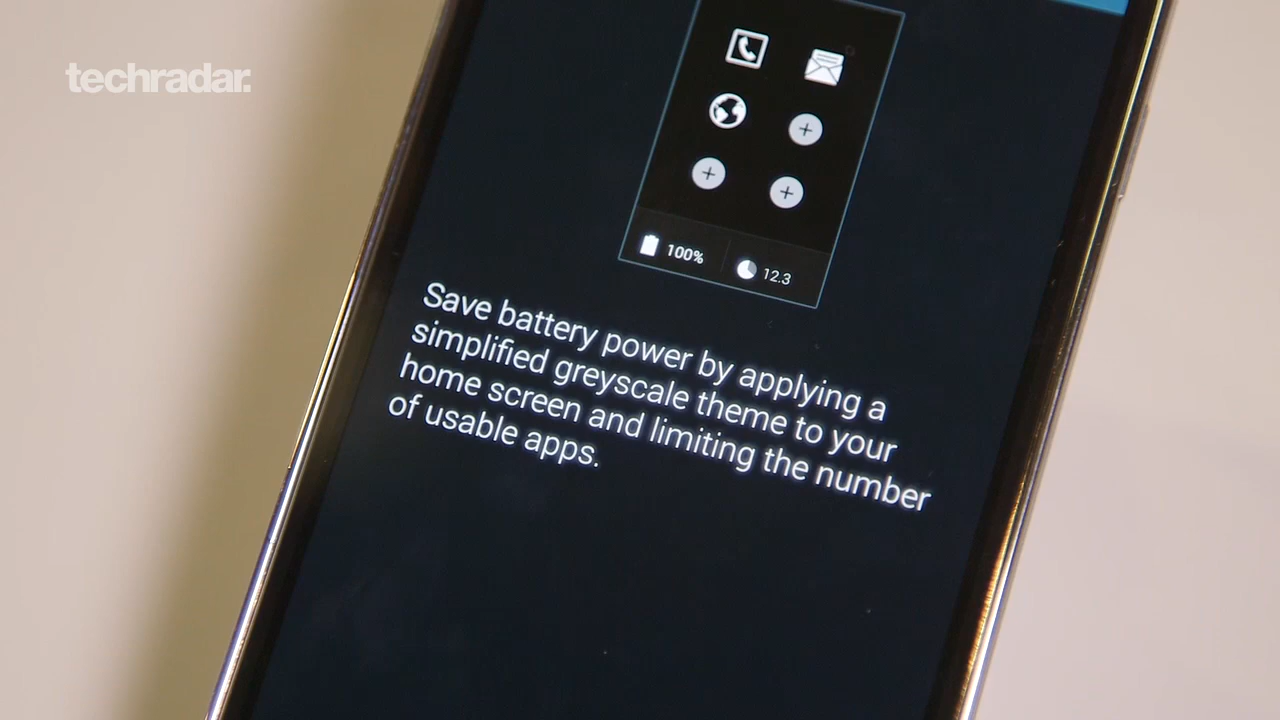 techradar.
100%
12.3
Save battery power by applying a
simplified greyscale theme to your
home screen and limiting the number
of usable apps.